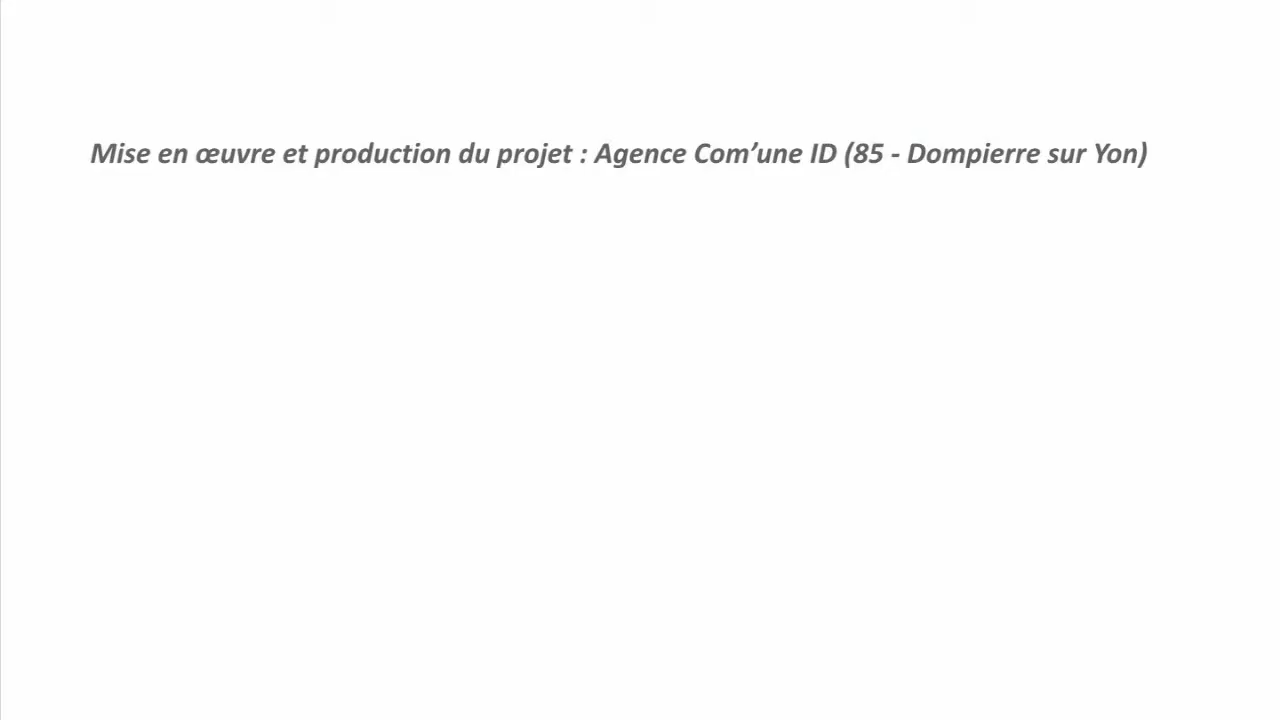 Mise en œuvre et production du projet : Agence Com’une ID (85 - Dompierre sur Yon)